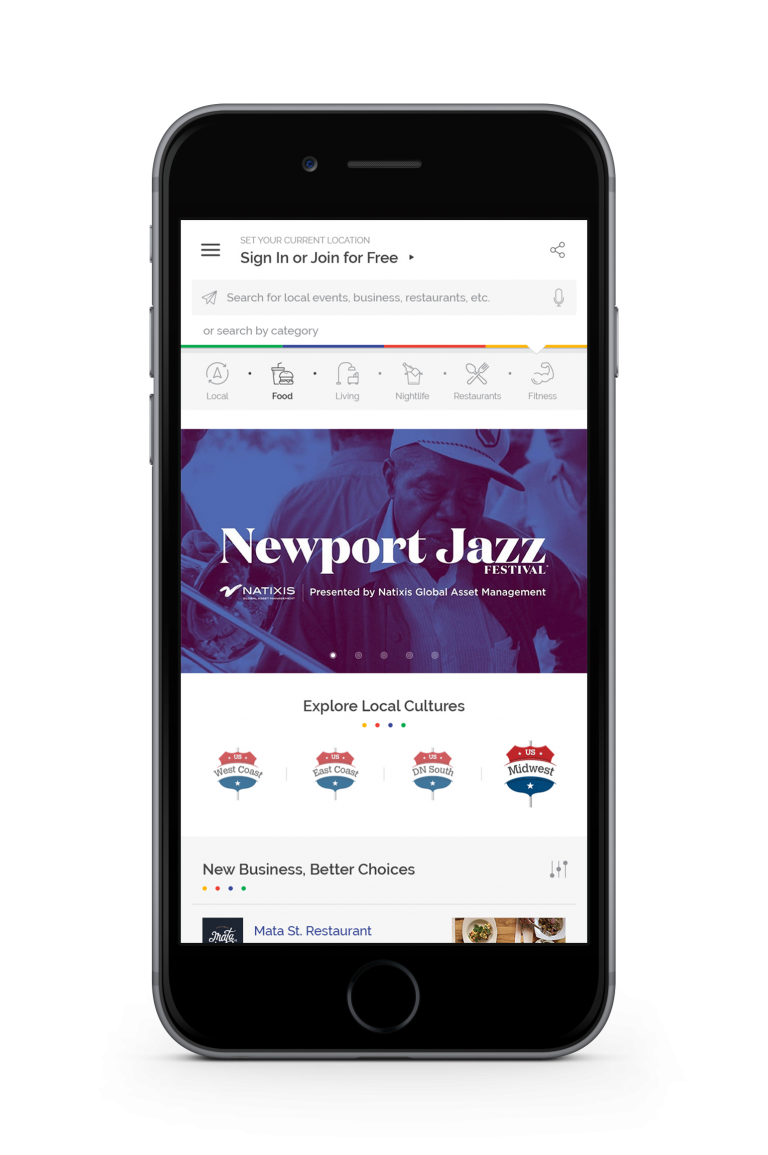 SET YOUR CURRENT LOCATION
Sign In or Join for Free
Search for local events, business, restaurants, etc.
or search by category
Local
Food
Living
Nightlife
Restaurants
Fitness
Newport Jazz
FESTIVAL
NATIXIS
GLOBAL ASSET MANAGEMENT
Presented by Natixis Global Asset Management
Explore Local Cultures
US
West Coast
US
East Coast
US
DN South
US
Midwest
New Business, Better Choices
Mata
Mata St. Restaurant